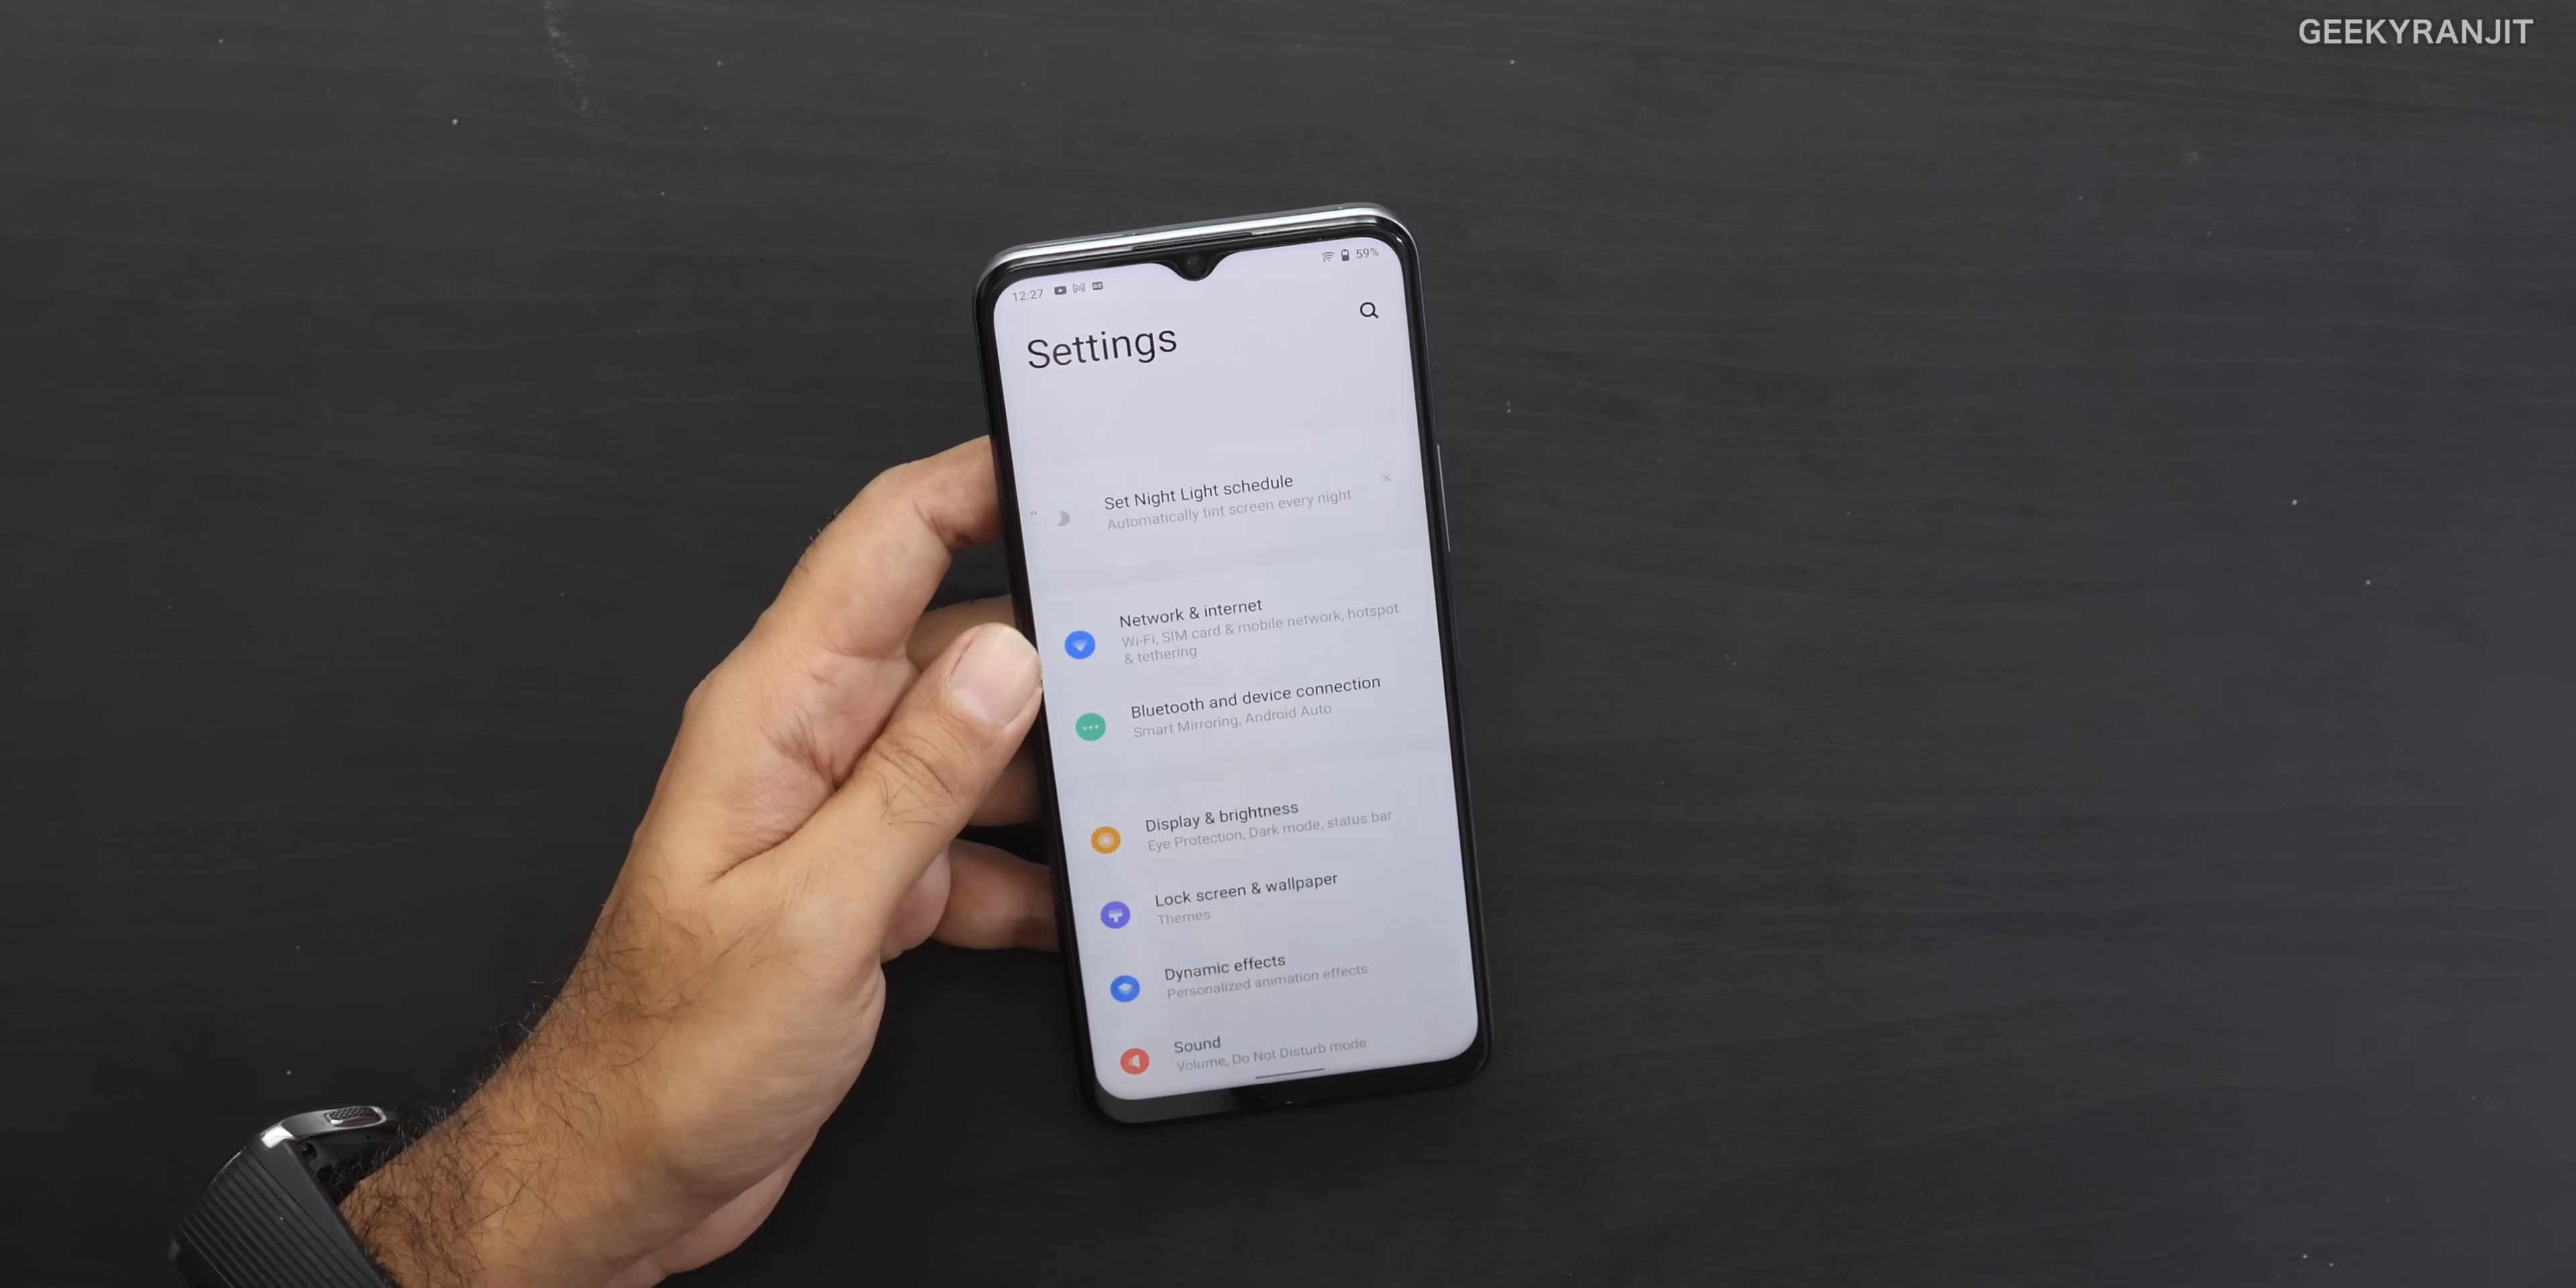 GEEKYRANJIT
12:27
59%
Settings
Set Night Light schedule
Automatically tint screen every night
Network & internet
Wi-Fi, SIM card & mobile network, hotspot
& tethering
Bluetooth and device connection
Smart Mirroring, Android Auto
Display & brightness
Eye Protection, Dark mode, status bar
Lock screen & wallpaper
Themes
Dynamic effects
Personalized animation effects
Sound
Volume, Do Not Disturb mode